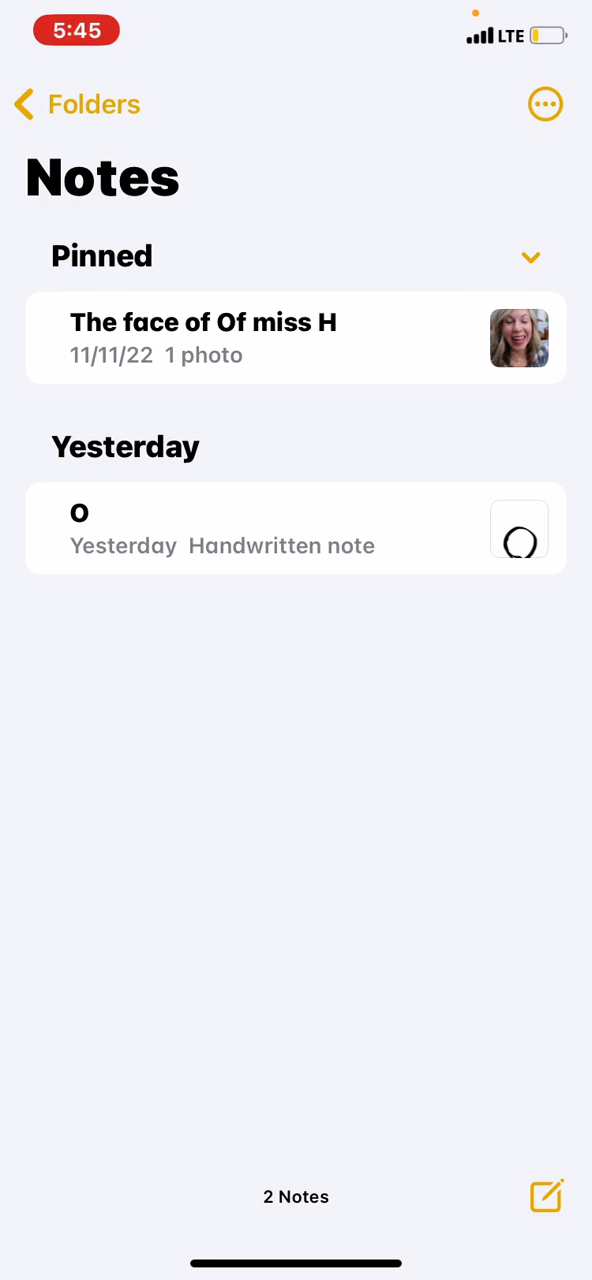 5:45 LTE
Folders
Notes
Pinned
The face of Of miss H
11/11/22 1 photo
Yesterday
O
Yesterday Handwritten note
2 Notes